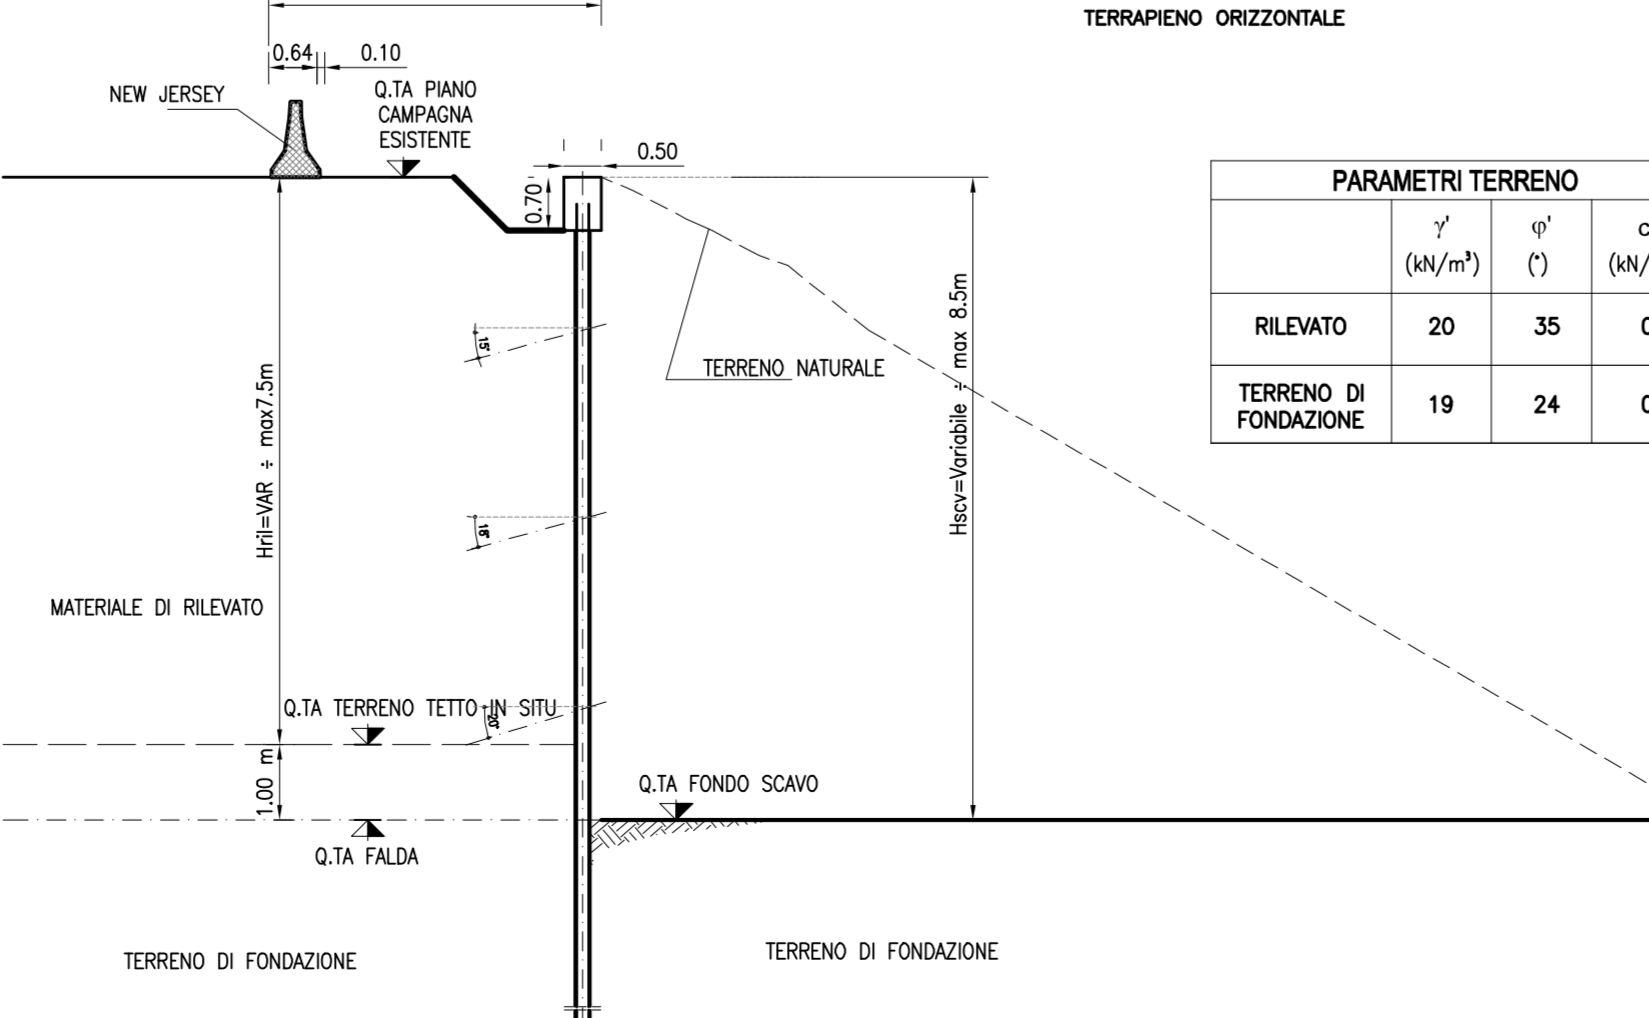 TERRAPIENO ORIZZONTALE
0.64 0.10
NEW JERSEY
Q.TA PIANO
CAMPAGNA
ESISTENTE
0.50
0.70
PARAMETRI TERRENO
γ' φ'
(kN/m³) (°) (kN/
RILEVATO 20 35
TERRENO DI
FONDAZIONE 19 24
15°
TERRENO NATURALE
Hscv=Variabile ÷ max 8.5m
Hril=VAR ÷ max7.5m
MATERIALE DI RILEVATO
Q.TA TERRENO TETTO IN SITU
20°
1.00 m
Q.TA FONDO SCAVO
Q.TA FALDA
TERRENO DI FONDAZIONE
TERRENO DI FONDAZIONE